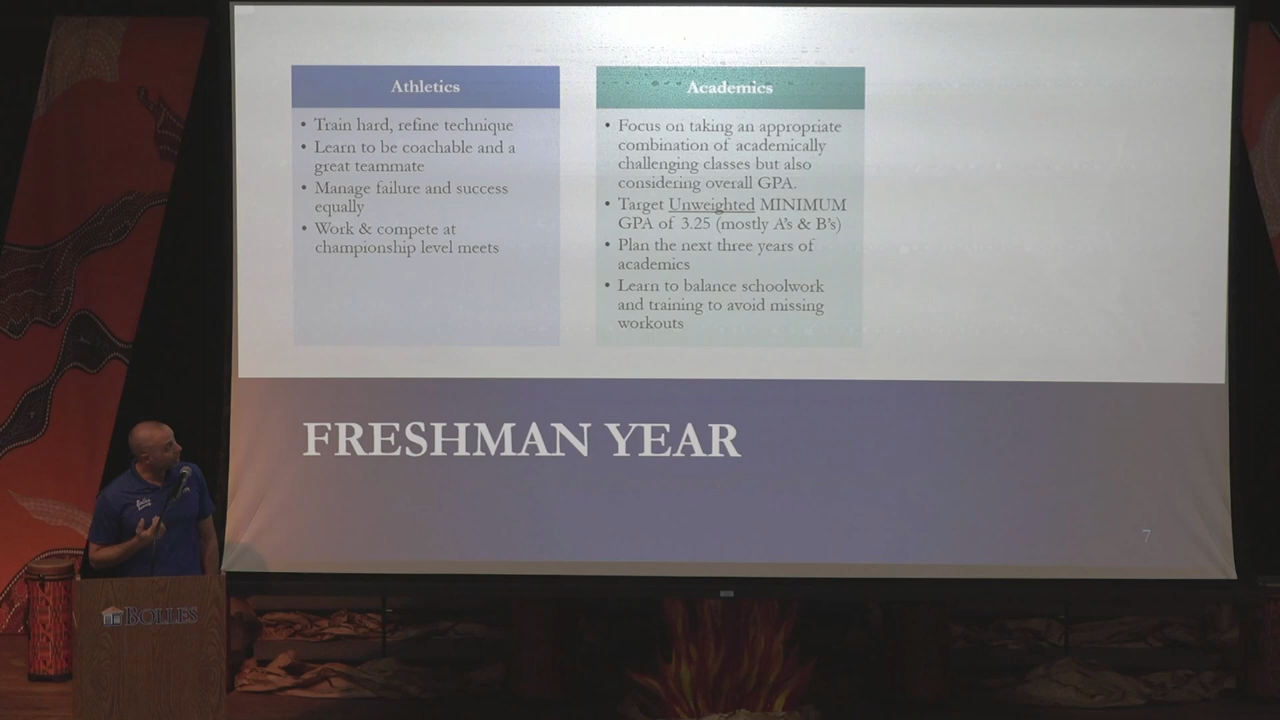 Athletics
• Train hard, refine technique
• Learn to be coachable and a
great teammate
• Manage failure and success
equally
• Work & compete at
championship level meets
Academics
• Focus on taking an appropriate
combination of academically
challenging classes but also
considering overall GPA.
• Target Unweighted MINIMUM
GPA of 3.25 (mostly A's & B's)
• Plan the next three years of
academics
• Learn to balance schoolwork
and training to avoid missing
workouts
FRESHMAN YEAR
7
BOLLES